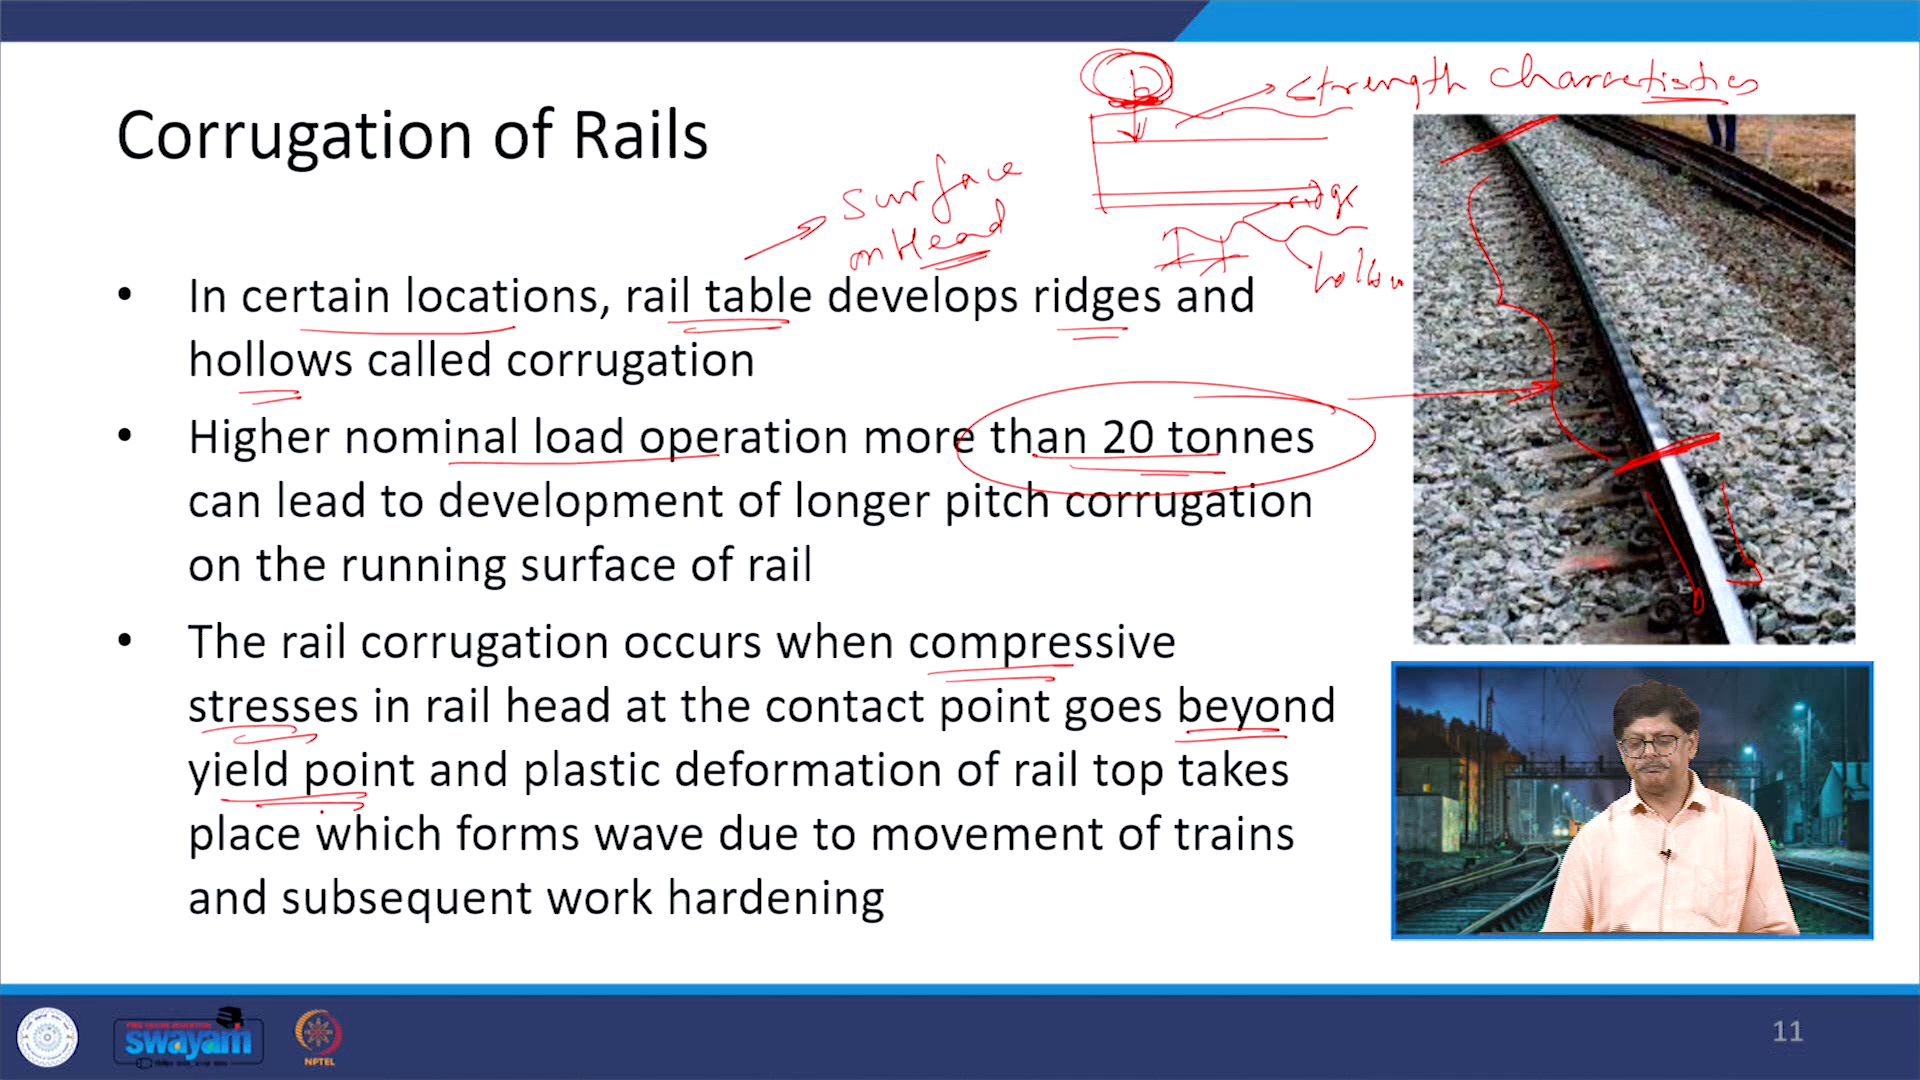 Strength Characteristics
Corrugation of Rails
Surface
on Head
ridge
hollow
• In certain locations, rail table develops ridges and
hollows called corrugation
• Higher nominal load operation more than 20 tonnes
can lead to development of longer pitch corrugation
on the running surface of rail
• The rail corrugation occurs when compressive
stresses in rail head at the contact point goes beyond
yield point and plastic deformation of rail top takes
place which forms wave due to movement of trains
and subsequent work hardening
swayam
NPTEL
11